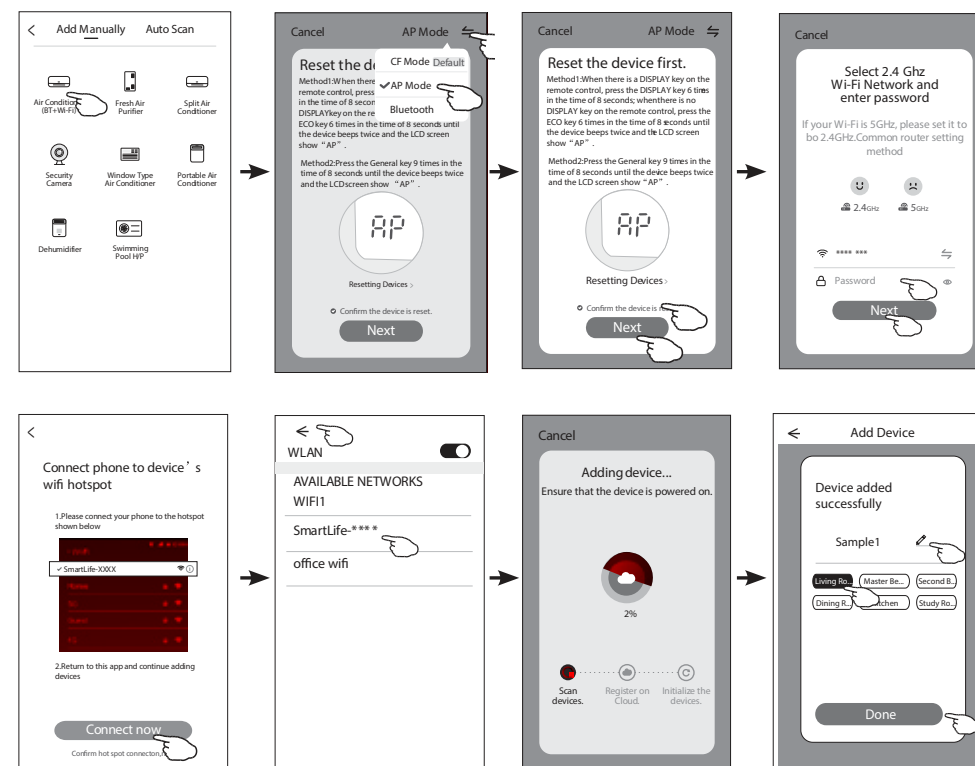 Add Manually Auto Scan
Air Condition
(BT+Wi-Fi)
Fresh Air
Purifier
Split Air
Conditioner
Security
Camera
Window Type
Air Conditioner
Portable Air
Conditioner
Dehumidifier
Swimming
Pool H/P
Cancel AP Mode
Reset the de
CF Mode Default
AP Mode
Bluetooth
Method1:When there
remote control, press
in the time of 8 secon
DISPLAYkey on the re
ECO key 6 times in the time of 8 seconds until
the device beeps twice and the LCD screen
show “AP”.
Method2:Press the General key 9 times in the
time of 8 seconds until the device beeps twice
and the LCD screen show “AP”.
AP
Resetting Devices >
Confirm the device is reset.
Next
Cancel AP Mode
Reset the device first.
Method1:When there is a DISPLAY key on the
remote control, press the DISPLAY key 6 times
in the time of 8 seconds; whenthere is no
DISPLAY key on the remote control, press the
ECO key 6 times in the time of 8 seconds until
the device beeps twice and the LCD screen
show “AP”.
Method2:Press the General key 9 times in the
time of 8 seconds until the device beeps twice
and the LCD screen show “AP”.
AP
Resetting Devices >
Confirm the device is
Next
Cancel
Select 2.4 Ghz
Wi-Fi Network and
enter password
If your Wi-Fi is 5GHz, please set it to
bo 2.4GHz.Common router setting
method
2.4GHz 5GHz
**** ***
Password
Next
Connect phone to device’s
wifi hotspot
1.Please connect your phone to the hotspot
shown below
SmartLife-XXXX
2.Return to this app and continue adding
devices
Connect now
Confirm hot spot connecton,
WLAN
AVAILABLE NETWORKS
WIFI1
SmartLife-****
office wifi
Cancel
Adding device...
Ensure that the device is powered on.
2%
Scan
devices.
Register on
Cloud.
Initialize the
devices.
Add Device
Device added
successfully
Sample1
Living Ro... Master Be... Second B...
Dining R... tchen Study Ro...
Done